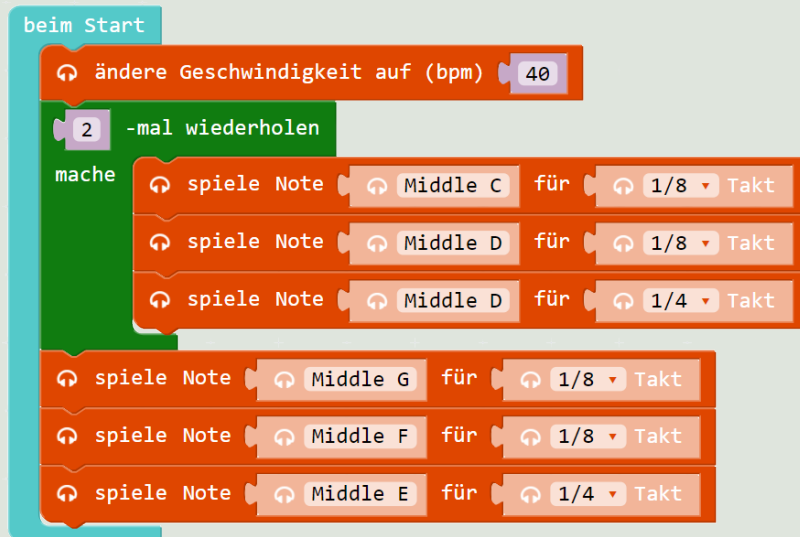 beim Start
ändere Geschwindigkeit auf (bpm) 40
2 -mal wiederholen
mache spiele Note Middle C für 1/8 Takt
spiele Note Middle D für 1/8 Takt
spiele Note Middle D für 1/4 Takt
spiele Note Middle G für 1/8 Takt
spiele Note Middle F für 1/8 Takt
spiele Note Middle E für 1/4 Takt